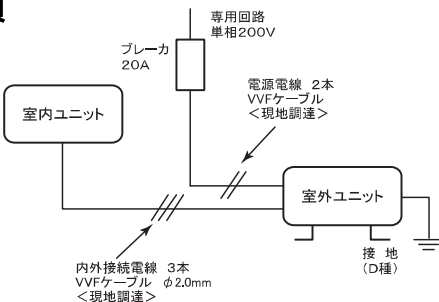 専用回路
単相200V
ブレーカ
20A
電源電線 2本
VVFケーブル
<現地調達>
室内ユニット
室外ユニット
接 地
(D種)
内外接続電線 3本
VVFケーブル φ2.0mm
<現地調達>